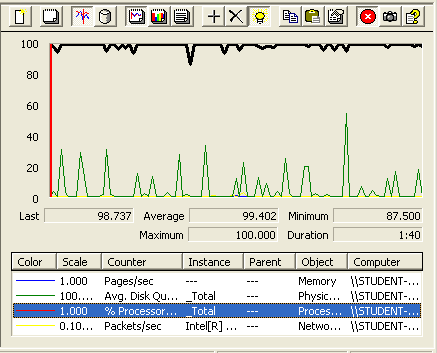 100
80
60
40
20
0
Last 98.737 Average 99.402 Minimum 87.500
Maximum 100.000 Duration 1:40
Color Scale Counter Instance Parent Object Computer
1.000 Pages/sec --- --- Memory \\STUDENT-...
100.... Avg. Disk Qu... _Total --- Physic... \\STUDENT-...
1.000 % Processor... _Total --- Proces... \\STUDENT-...
0.10... Packets/sec Intel[R] ... --- Netwo... \\STUDENT-...